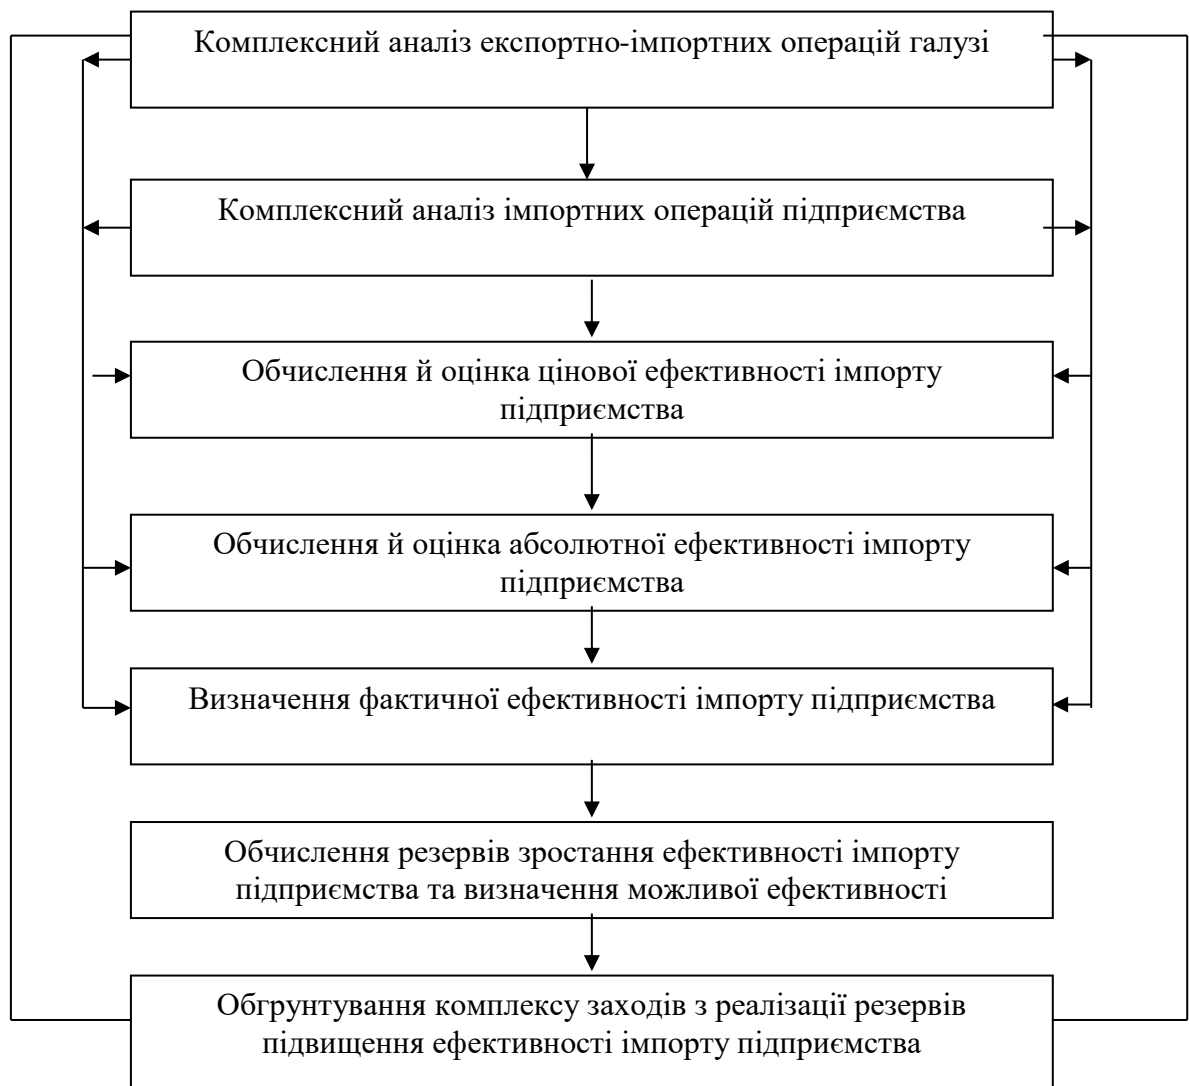 Комплексний аналіз експортно-імпортних операцій галузі
Комплексний аналіз імпортних операцій підприємства
Обчислення й оцінка цінової ефективності імпорту
підприємства
Обчислення й оцінка абсолютної ефективності імпорту
підприємства
Визначення фактичної ефективності імпорту підприємства
Обчислення резервів зростання ефективності імпорту
підприємства та визначення можливої ефективності
Обгрунтування комплексу заходів з реалізації резервів
підвищення ефективності імпорту підприємства